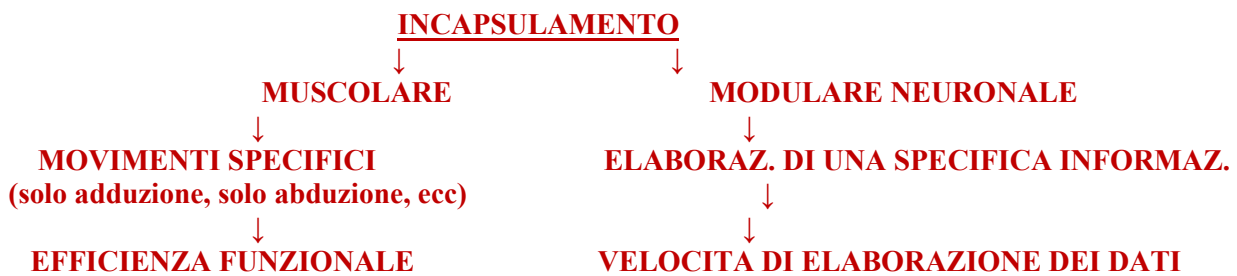 INCAPSULAMENTO
↓ ↓
MUSCOLARE MODULARE NEURONALE
↓ ↓
MOVIMENTI SPECIFICI ELABORAZ. DI UNA SPECIFICA INFORMAZ.
(solo adduzione, solo abduzione, ecc) ↓
↓ ↓
EFFICIENZA FUNZIONALE VELOCITA DI ELABORAZIONE DEI DATI